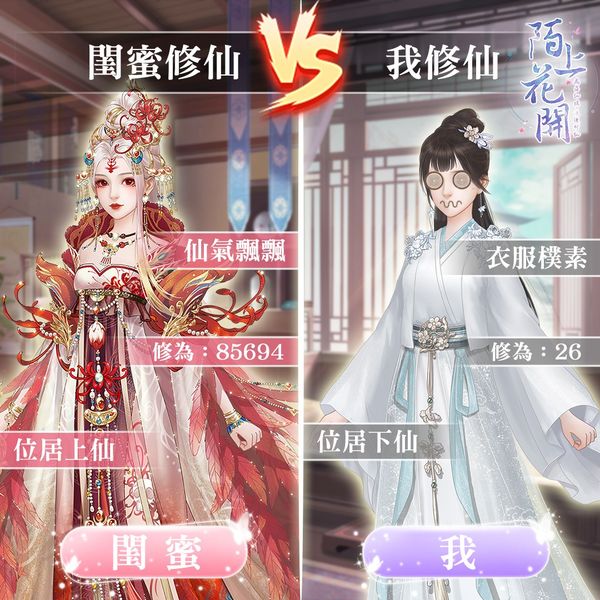 閨蜜修仙
VS
我修仙
陌上花開
仙氣飄飄
衣服樸素
修為：85694
修為：26
位居上仙
位居下仙
閨蜜
我